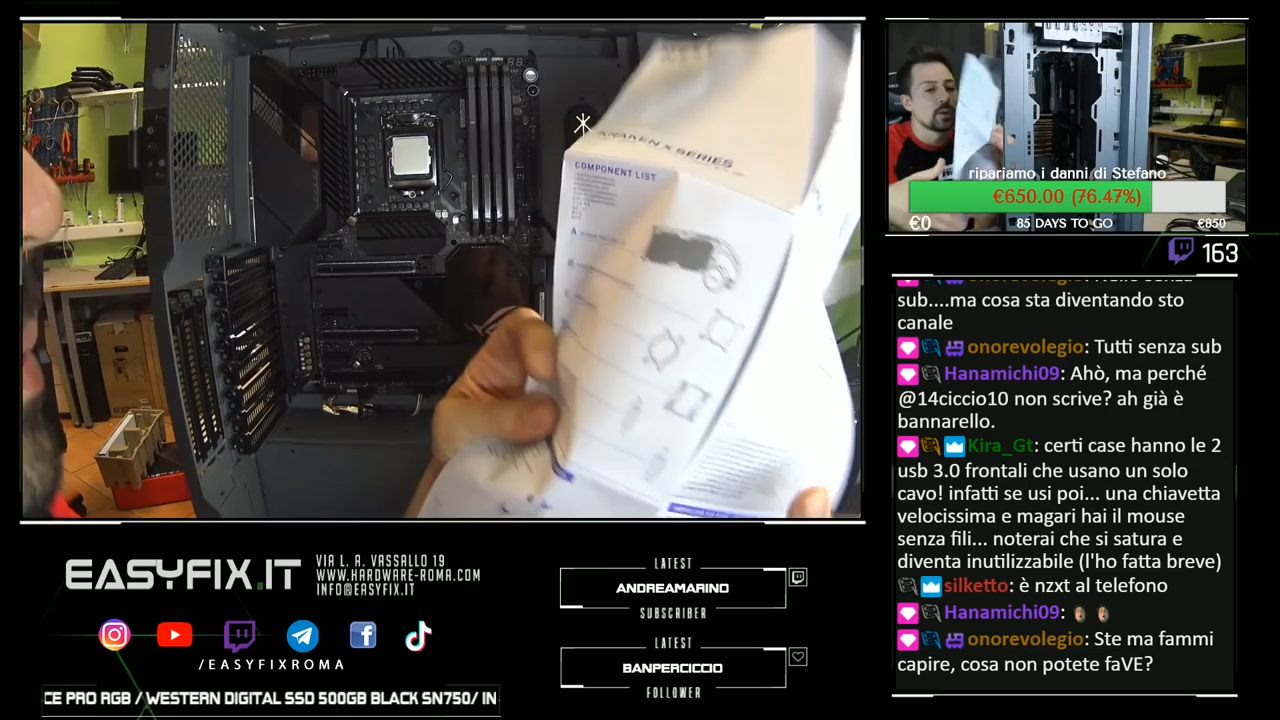 KRAKEN X SERIES
COMPONENT LIST
A
B
C
ripariamo i danni di Stefano
€650.00 (76.47%)
€0
85 DAYS TO GO
€850
163
sub....ma cosa sta diventando sto
canale
onorevolegio: Tutti senza sub
Hanamichi09: Ahò, ma perché
@14ciccio10 non scrive? ah già è
bannarello.
Kira_Gt: certi case hanno le 2
usb 3.0 frontali che usano un solo
cavo! infatti se usi poi... una chiavetta
velocissima e magari hai il mouse
senza fili... noterai che si satura e
diventa inutilizzabile (l'ho fatta breve)
silketto: è nzxt al telefono
Hanamichi09:
onorevolegio: Ste ma fammi
capire, cosa non potete faVE?
EASYFIX.IT
VIA L. A. VASSALLO 19
WWW.HARDWARE-ROMA.COM
INFO@EASYFIX.IT
/EASYFIXROMA
CE PRO RGB / WESTERN DIGITAL SSD 500GB BLACK SN750/ IN
LATEST
ANDREAMARINO
SUBSCRIBER
LATEST
BANPERCICCIO
FOLLOWER